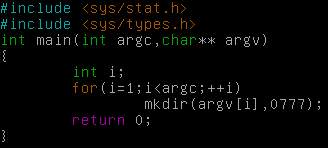 #include <sys/stat.h>
#include <sys/types.h>
int main(int argc,char** argv)
{
        int i;
        for(i=1;i<argc;++i)
                mkdir(argv[i],0777);
        return 0;
}